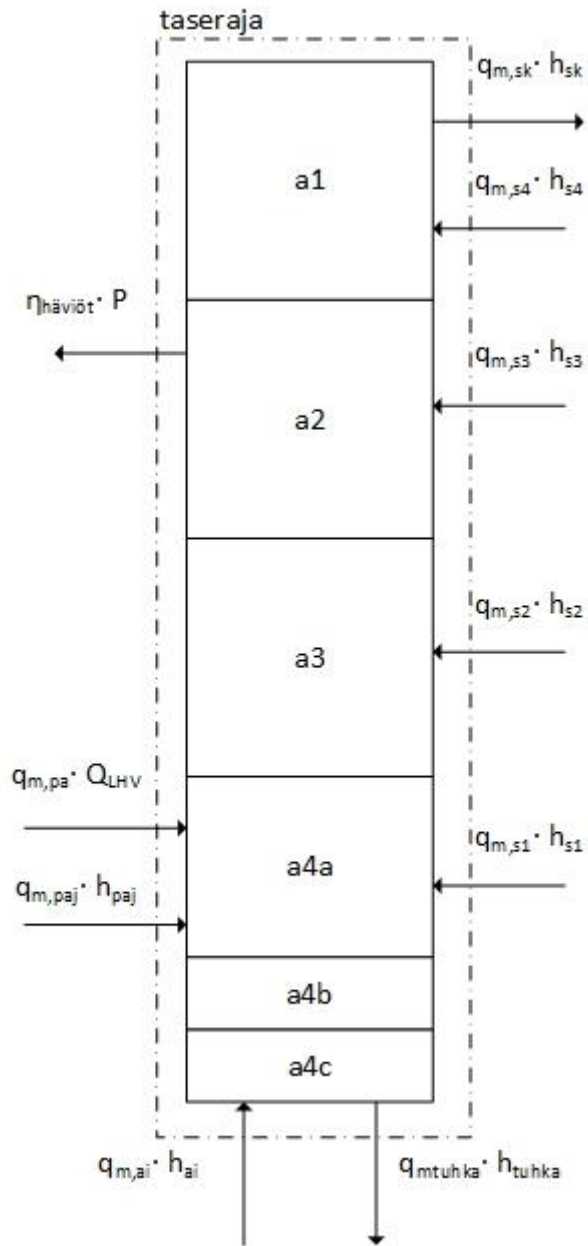 taseraja
qm,sk· hsk
a1
qm,s4· hs4
ηhäviöt· P
qm,s3· hs3
a2
qm,s2· hs2
a3
qm,pa· QLHV
qm,s1· hs1
a4a
qm,paj· hpaj
a4b
a4c
qm,ai· hai
qmtuhka· htuhka